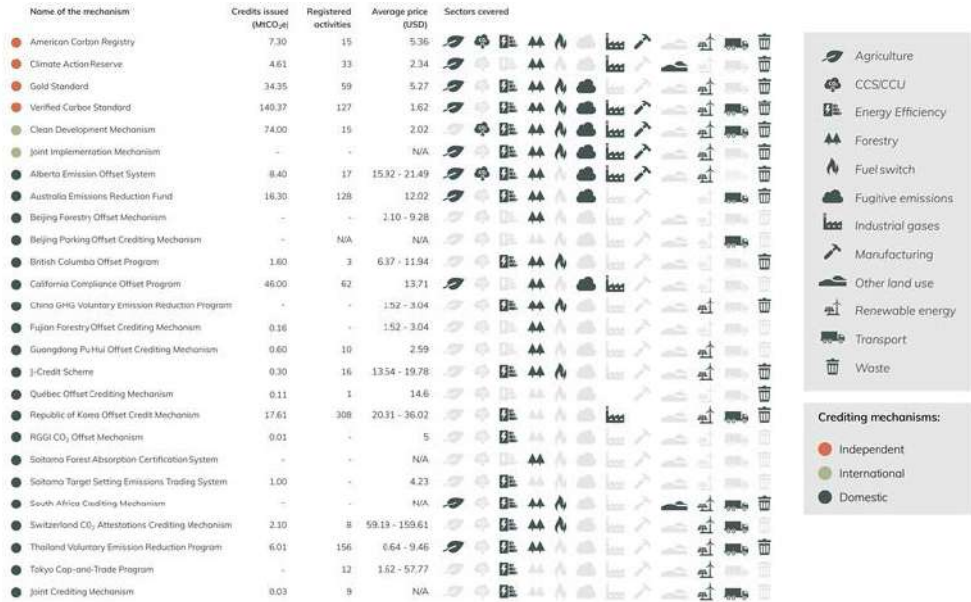 Name of the mechanism Credits issued (MtCO2e) Registered activities Average price (USD) Sectors covered
American Carbon Registry 7.30 15 5.36
Climate Action Reserve 4.61 33 2.34
Gold Standard 34.35 59 5.27
Verified Carbon Standard 140.37 127 1.62
Clean Development Mechanism 74.00 15 2.02
Joint Implementation Mechanism - - N/A
Alberta Emission Offset System 8.40 17 15.92 - 21.49
Australia Emissions Reduction Fund 16.30 128 12.02
Beijing Forestry Offset Mechanism - - 2.10 - 9.28
Beijing Parking Offset Crediting Mechanism - N/A N/A
British Columbia Offset Program 1.60 3 6.37 - 11.94
California Compliance Offset Program 46.00 62 13.71
China GHG Voluntary Emission Reduction Program - - 1.52 - 3.04
Fujian Forestry Offset Crediting Mechanism 0.16 - 1.52 - 3.04
Guangdong Pu Hui Offset Crediting Mechanism 0.60 10 2.59
J-Credit Scheme 0.30 16 13.54 - 19.78
Québec Offset Crediting Mechanism 0.11 1 14.6
Republic of Korea Offset Credit Mechanism 17.61 308 20.31 - 36.02
RGGI CO2 Offset Mechanism 0.01 - 5
Saitama Forest Absorption Certification System - - N/A
Saitama Target Setting Emissions Trading System 1.00 - 4.23
South Africa Crediting Mechanism - - N/A
Switzerland CO2 Attestations Crediting Mechanism 2.10 8 59.19 - 159.61
Thailand Voluntary Emission Reduction Program 6.01 156 0.64 - 9.46
Tokyo Cap-and-Trade Program - 12 1.62 - 57.77
Joint Crediting Mechanism 0.03 9 N/A
Agriculture
CCS/CCU
Energy Efficiency
Forestry
Fuel switch
Fugitive emissions
Industrial gases
Manufacturing
Other land use
Renewable energy
Transport
Waste
Crediting mechanisms:
Independent
International
Domestic